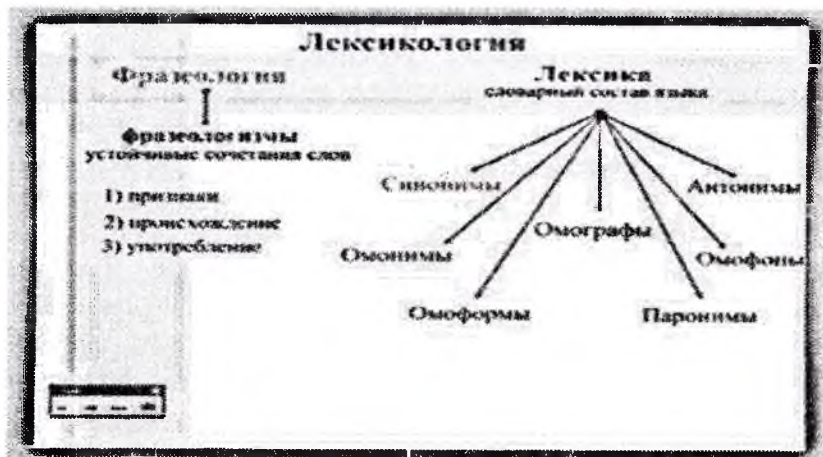 Лексикология
Фразеология
фразеологизмы
устойчивые сочетания слов
1) признаки
2) происхождение
3) употребление
Лексика
словарный состав языка
Синонимы
Антонимы
Омографы
Омонимы
Омофоны
Омоформы
Паронимы